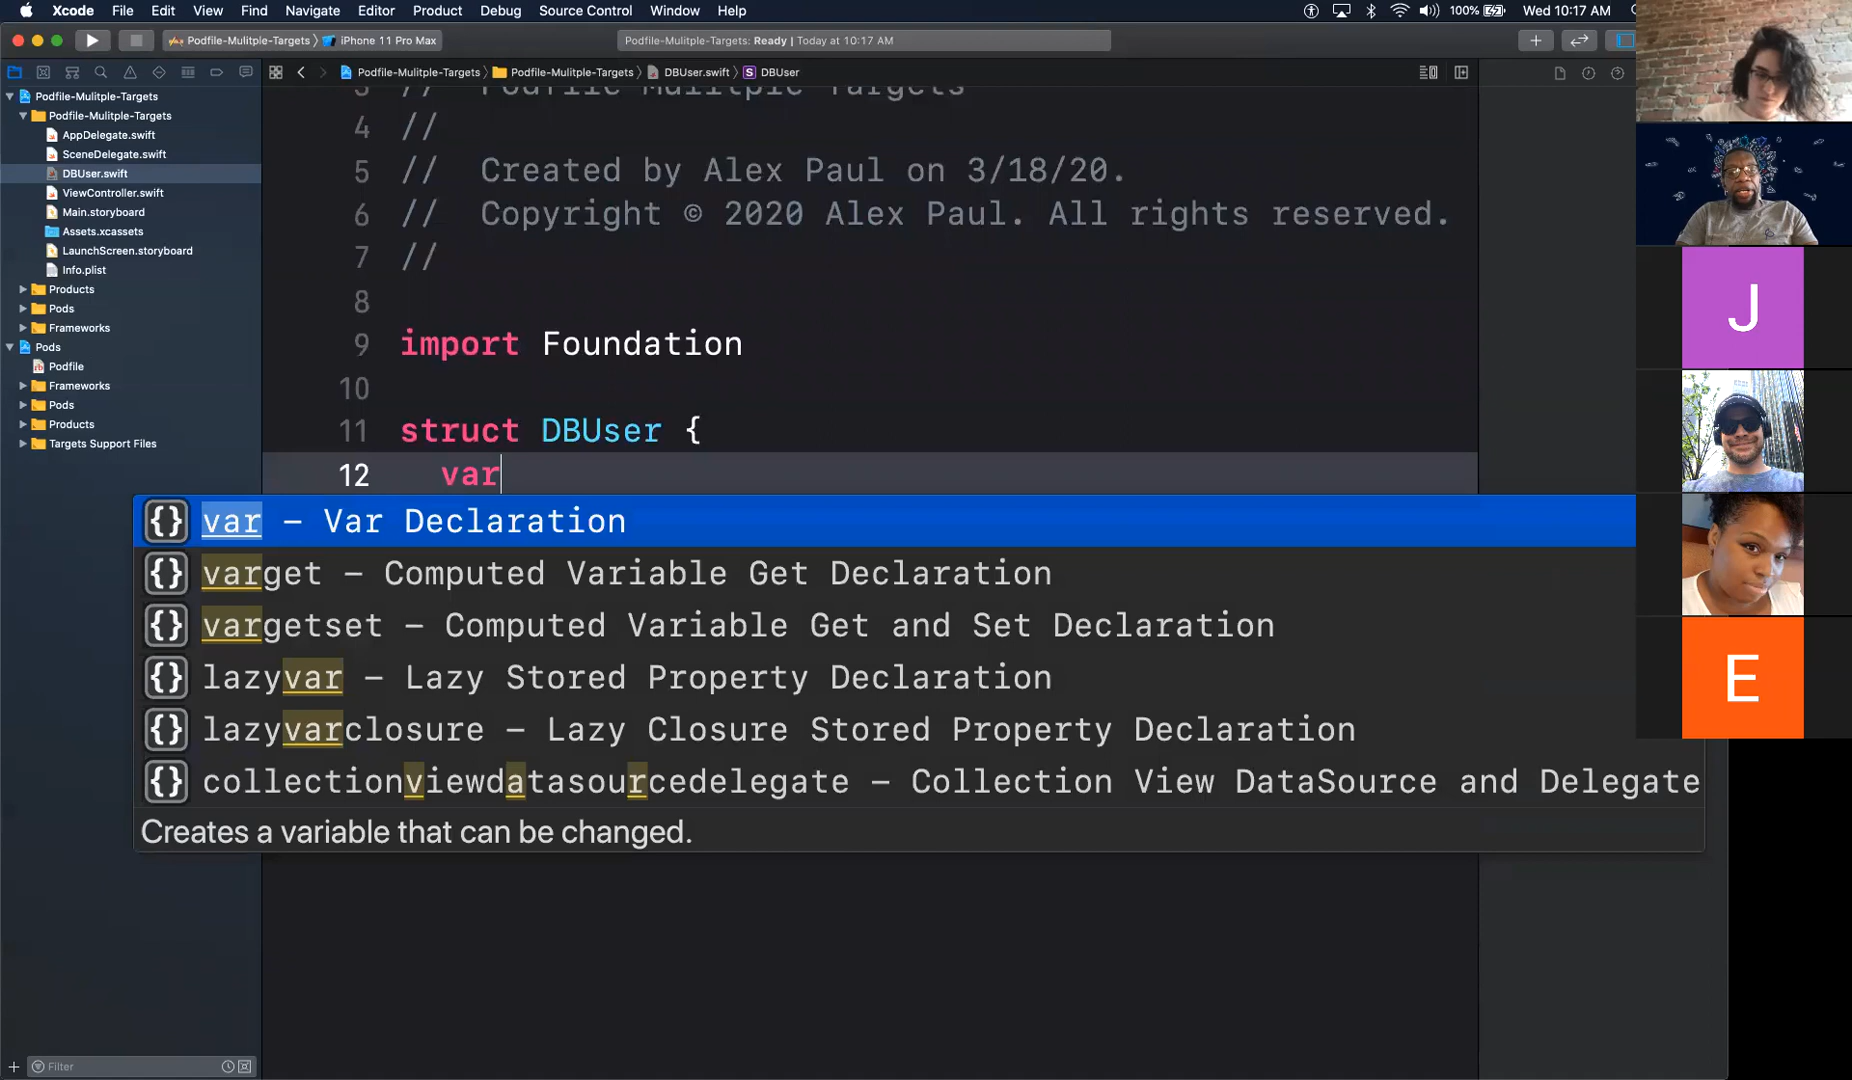 Xcode File Edit View Find Navigate Editor Product Debug Source Control Window Help 100% Wed 10:17 AM
Podfile-Mulitple-Targets iPhone 11 Pro Max Podfile-Mulitple-Targets: Ready | Today at 10:17 AM
Podfile-Mulitple-Targets Podfile-Mulitple-Targets DBUser.swift S DBUser
Podfile-Mulitple-Targets
Podfile-Mulitple-Targets
AppDelegate.swift
SceneDelegate.swift
DBUser.swift
ViewController.swift
Main.storyboard
Assets.xcassets
LaunchScreen.storyboard
Info.plist
Products
Pods
Frameworks
Pods
Podfile
Frameworks
Pods
Products
Targets Support Files
Filter
3 // Podfile-Mulitple-Targets
4 //
5 // Created by Alex Paul on 3/18/20.
6 // Copyright © 2020 Alex Paul. All rights reserved.
7 //
8
9 import Foundation
10
11 struct DBUser {
12 var
{} var — Var Declaration
{} varget — Computed Variable Get Declaration
{} vargetset — Computed Variable Get and Set Declaration
{} lazyvar — Lazy Stored Property Declaration
{} lazyvarclosure — Lazy Closure Stored Property Declaration
{} collectionviewdatasourcedelegate — Collection View DataSource and Delegate
Creates a variable that can be changed.
J
E